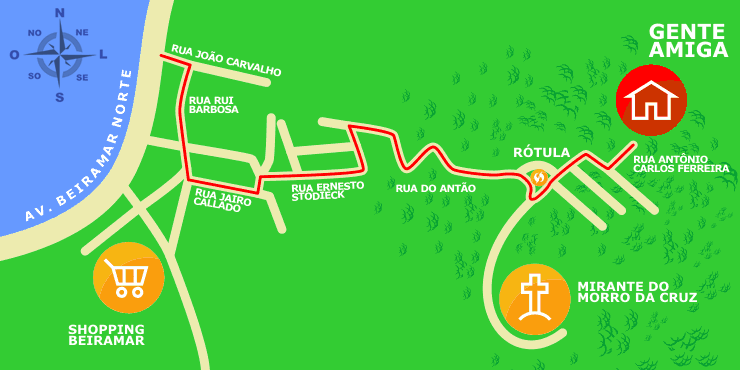 N
NO
NE
O
L
SO
SE
S
AV. BEIRAMAR NORTE
RUA JOÃO CARVALHO
RUA RUI
BARBOSA
RUA JAIRO
CALLADO
RUA ERNESTO
STODIECK
RUA DO ANTÃO
RÓTULA
RUA ANTÔNIO
CARLOS FERREIRA
GENTE
AMIGA
SHOPPING
BEIRAMAR
MIRANTE DO
MORRO DA CRUZ